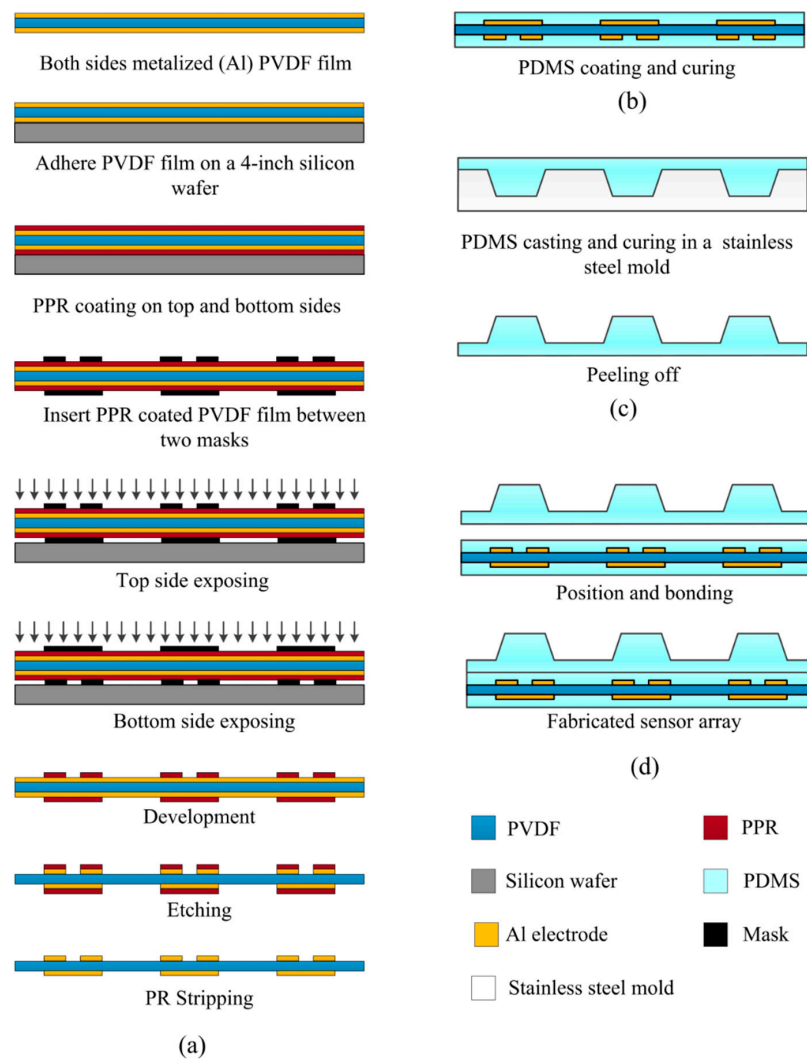 Both sides metalized (Al) PVDF film
Adhere PVDF film on a 4-inch silicon
wafer
PPR coating on top and bottom sides
Insert PPR coated PVDF film between
two masks
Top side exposing
Bottom side exposing
Development
Etching
PR Stripping
(a)
PDMS coating and curing
(b)
PDMS casting and curing in a stainless
steel mold
Peeling off
(c)
Position and bonding
Fabricated sensor array
(d)
PVDF
PPR
Silicon wafer
PDMS
Al electrode
Mask
Stainless steel mold